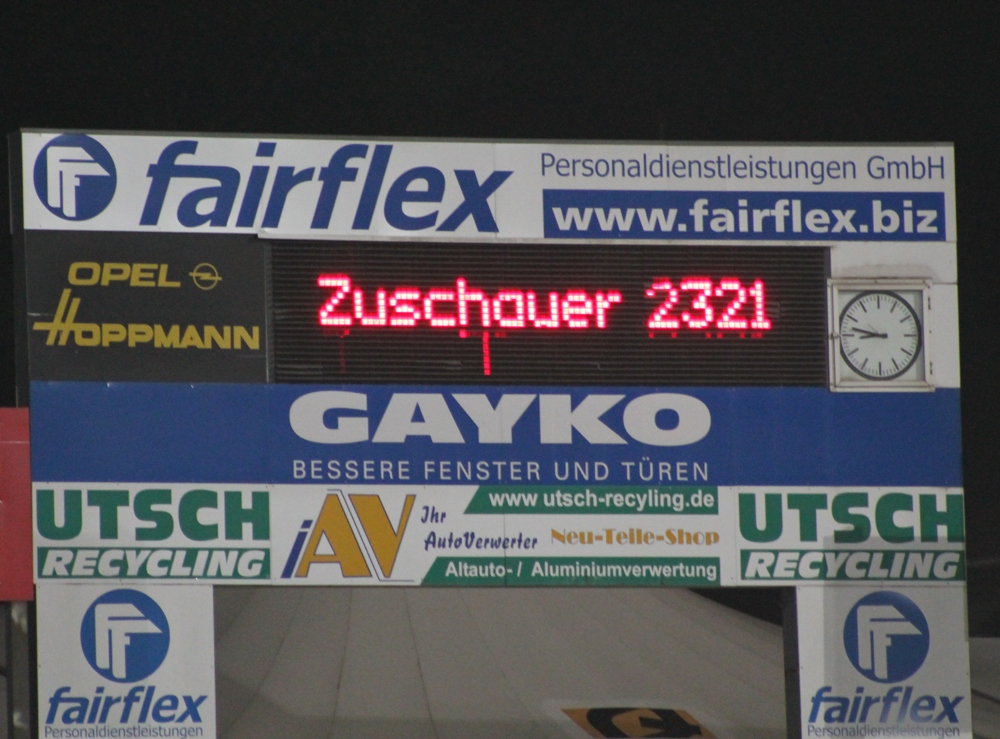 fairflex
Personaldienstleistungen GmbH
www.fairflex.biz
OPEL
HOPPMANN
Zuschauer 2321
GAYKO
BESSERE FENSTER UND TÜREN
UTSCH
RECYCLING
iAV
Ihr
AutoVerwerter
www.utsch-recyling.de
Neu-Teile-Shop
Altauto- / Aluminiumverwertung
UTSCH
RECYCLING
fairflex
Personaldienstleistungen
fairflex
Personaldienstleistungen